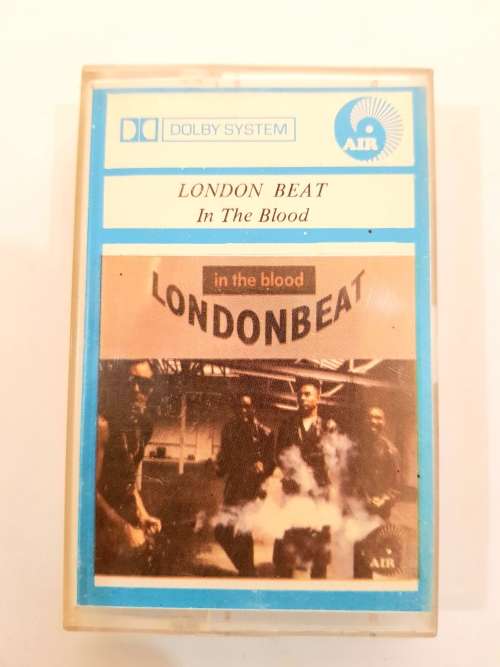 DOLBY SYSTEM
AIR
LONDON BEAT
In The Blood
in the blood
LONDONBEAT
AIR